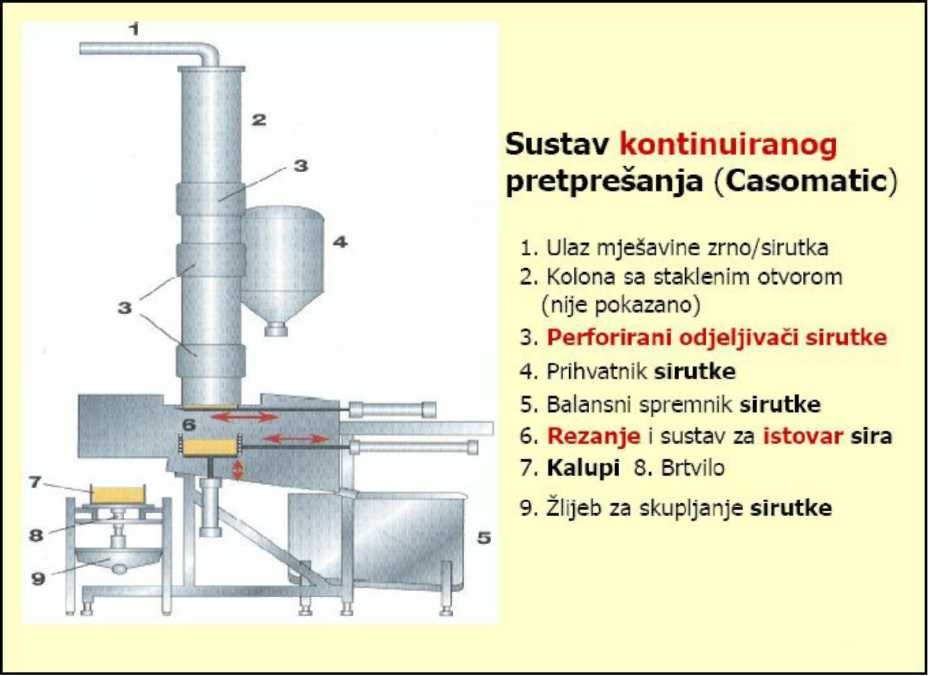 1
2
3
4
3
6
7
8
9
5
Sustav kontinuiranog
pretprešanja (Casomatic)
1. Ulaz mješavine zrno/sirutka
2. Kolona sa staklenim otvorom
(nije pokazano)
3. Perforirani odjeljivači sirutke
4. Prihvatnik sirutke
5. Balansni spremnik sirutke
6. Rezanje i sustav za istovar sira
7. Kalupi 8. Brtvilo
9. Žlijeb za skupljanje sirutke